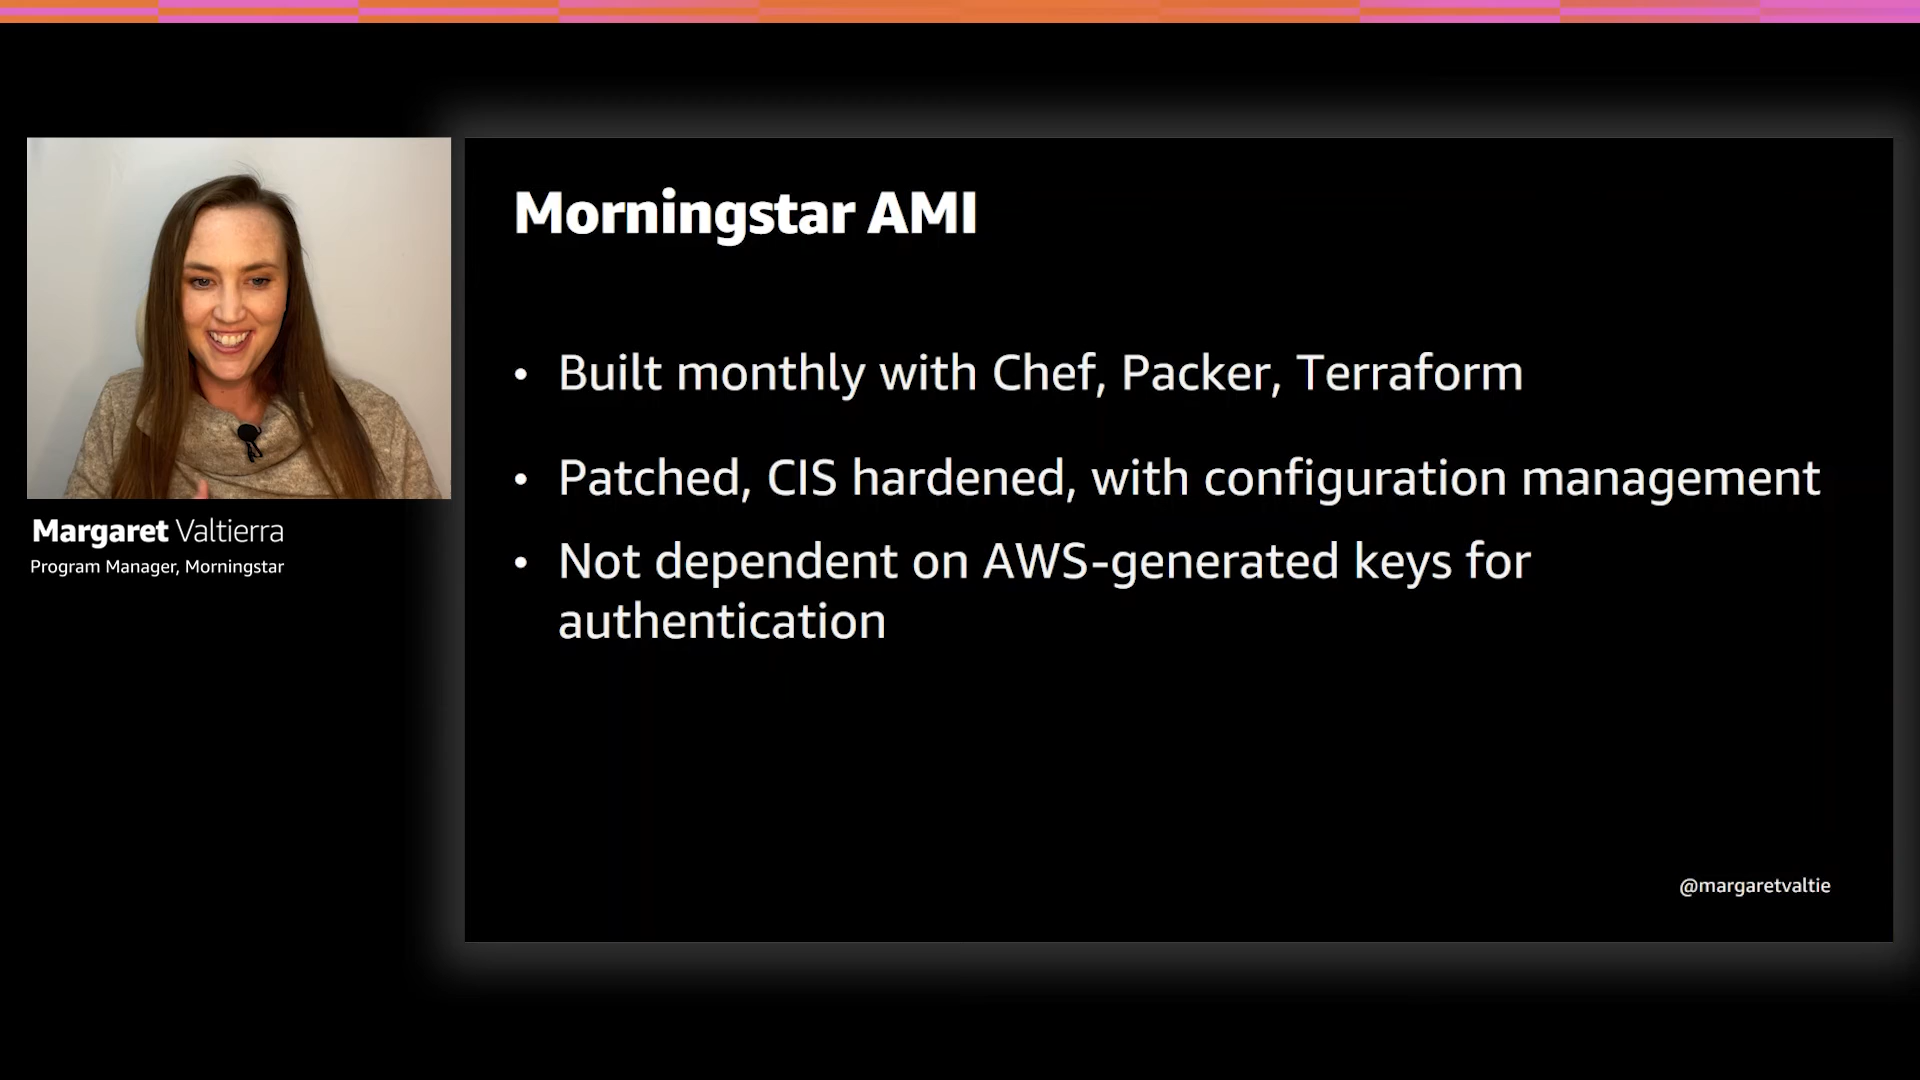 Morningstar AMI
• Built monthly with Chef, Packer, Terraform
• Patched, CIS hardened, with configuration management
• Not dependent on AWS-generated keys for
authentication
Margaret Valtierra
Program Manager, Morningstar
@margaretvaltie